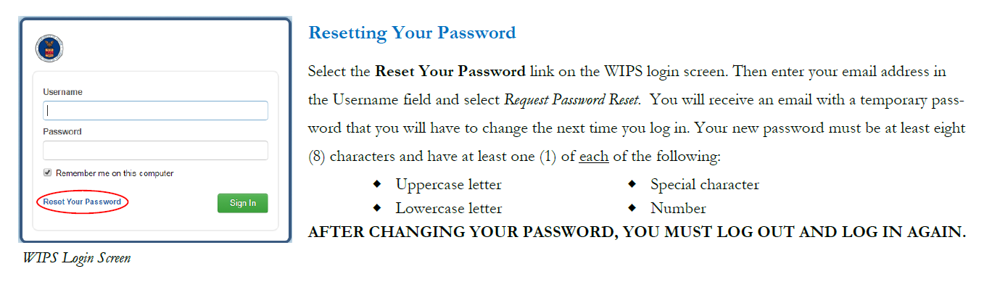 Username
Password
Remember me on this computer
Reset Your Password
Sign In
WIPS Login Screen
Resetting Your Password
Select the Reset Your Password link on the WIPS login screen. Then enter your email address in
the Username field and select Request Password Reset. You will receive an email with a temporary pass-
word that you will have to change the next time you log in. Your new password must be at least eight
(8) characters and have at least one (1) of each of the following:
◆ Uppercase letter ◆ Special character
◆ Lowercase letter ◆ Number
AFTER CHANGING YOUR PASSWORD, YOU MUST LOG OUT AND LOG IN AGAIN.